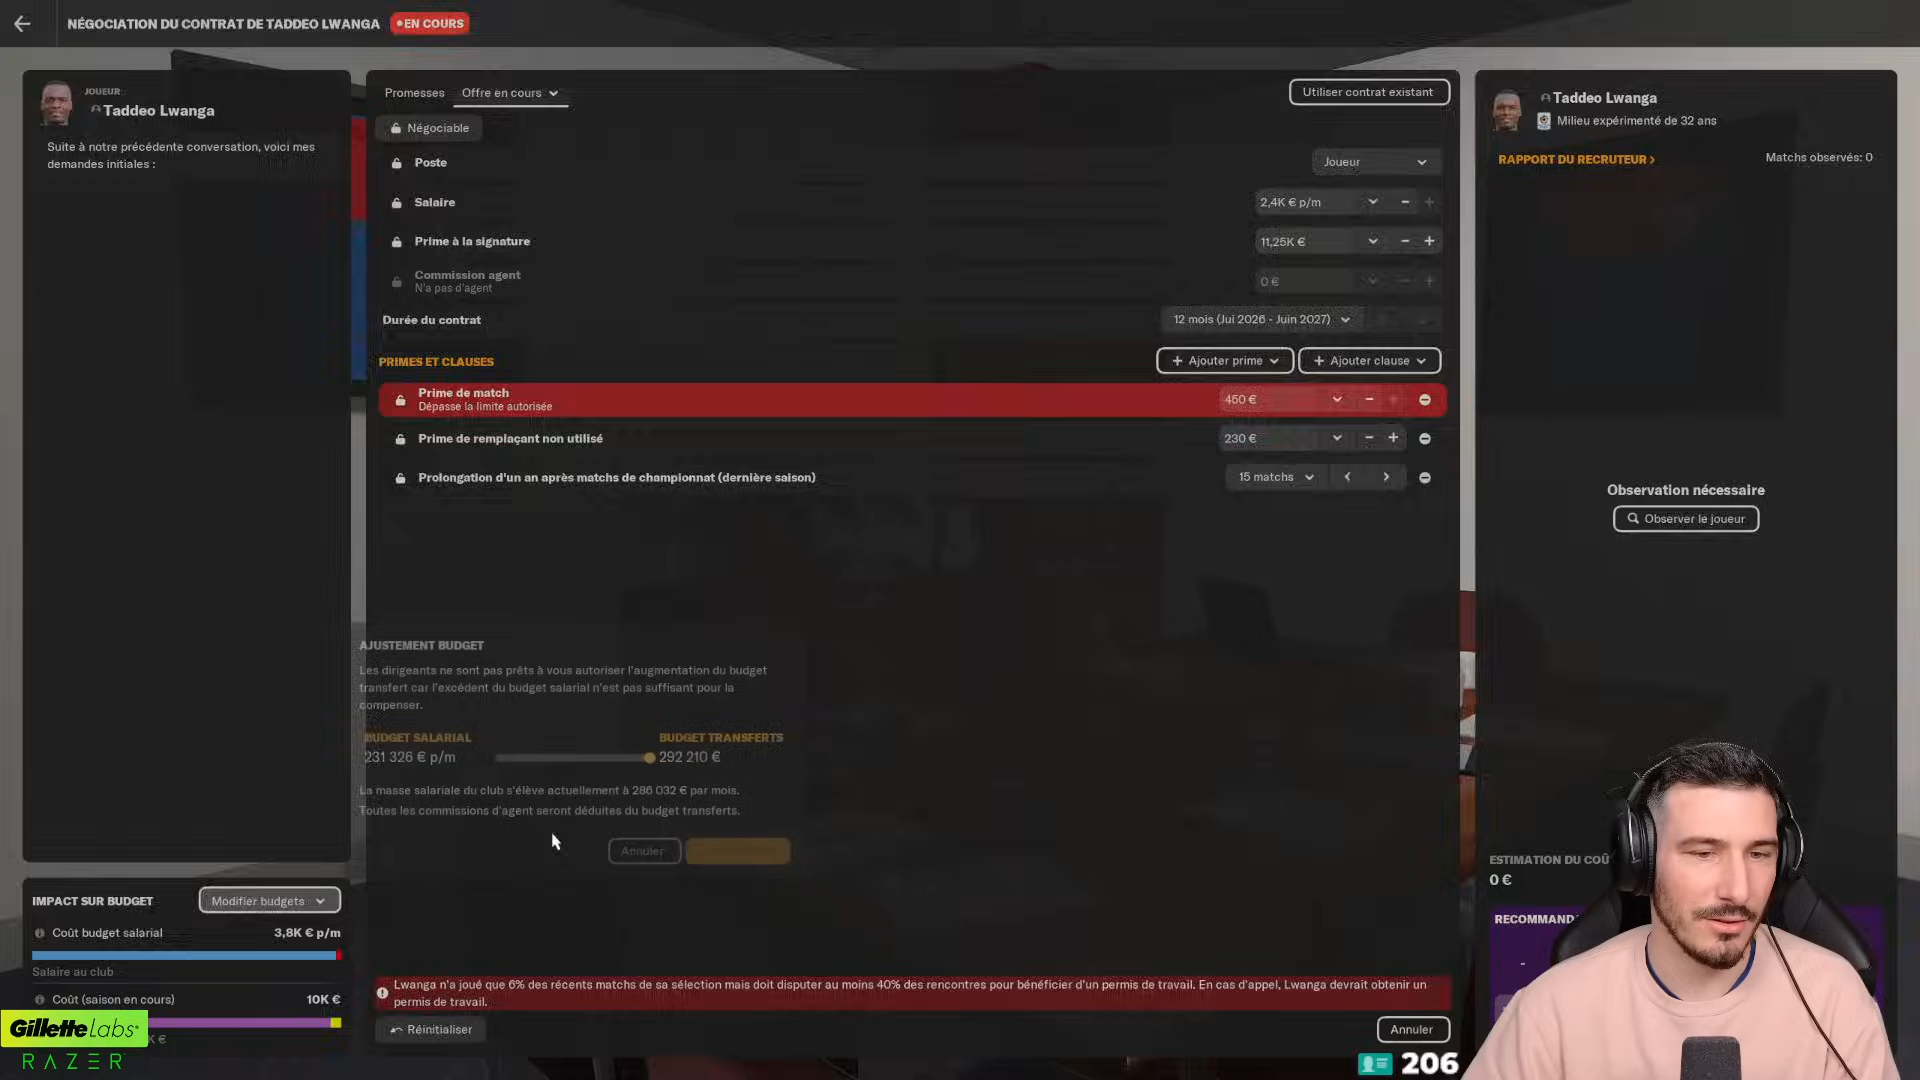 NÉGOCIATION DU CONTRAT DE TADDEO LWANGA
EN COURS
JOUEUR
Taddeo Lwanga
Suite à notre précédente conversation, voici mes
demandes initiales :
Promesses
Offre en cours
Utiliser contrat existant
Négociable
Poste
Joueur
Salaire
2,4K € p/m
Prime à la signature
11,25K €
Commission agent
N'a pas d'agent
0 €
Durée du contrat
12 mois (Jui 2026 - Juin 2027)
PRIMES ET CLAUSES
+ Ajouter prime
+ Ajouter clause
Prime de match
Dépasse la limite autorisée
450 €
Prime de remplaçant non utilisé
230 €
Prolongation d'un an après matchs de championnat (dernière saison)
15 matchs
AJUSTEMENT BUDGET
Les dirigeants ne sont pas prêts à vous autoriser l'augmentation du budget
transfert car l'excédent du budget salarial n'est pas suffisant pour la
compenser.
BUDGET SALARIAL
BUDGET TRANSFERTS
231 326 € p/m
292 210 €
La masse salariale du club s'élève actuellement à 286 032 € par mois.
Toutes les commissions d'agent seront déduites du budget transferts.
Annuler
Lwanga n'a joué que 6% des récents matchs de sa sélection mais doit disputer au moins 40% des rencontres pour bénéficier d'un permis de travail. En cas d'appel, Lwanga devrait obtenir un
permis de travail.
Réinitialiser
Annuler
Taddeo Lwanga
Milieu expérimenté de 32 ans
RAPPORT DU RECRUTEUR >
Matchs observés: 0
Observation nécessaire
Observer le joueur
ESTIMATION DU COÛ
0 €
RECOMMAND
-
IMPACT SUR BUDGET
Modifier budgets
Coût budget salarial
3,8K € p/m
Salaire au club
Coût (saison en cours)
10K €
K €
Gillette Labs
RAZER
206